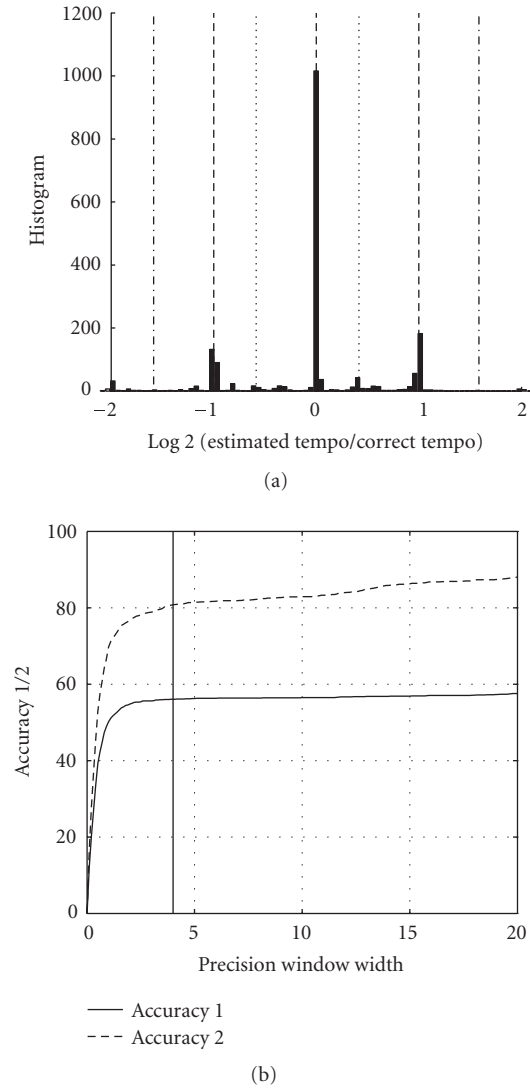 1200
1000
800
600
400
200
0
Histogram
−2
−1
0
1
2
Log 2 (estimated tempo/correct tempo)
(a)
100
80
60
40
20
0
Accuracy 1/2
0
5
10
15
20
Precision window width
Accuracy 1
Accuracy 2
(b)